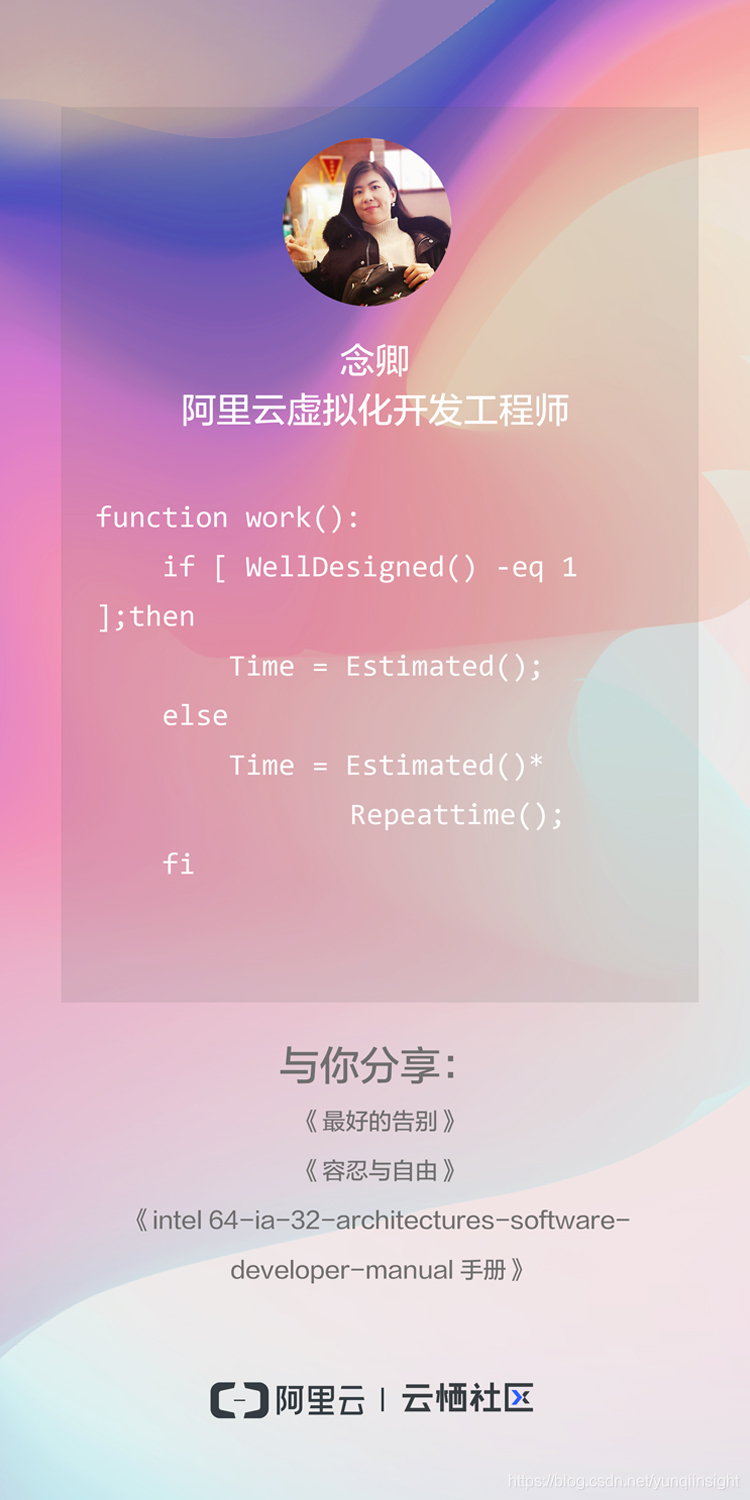 念卿
阿里云虚拟化开发工程师
function work():
    if [ WellDesigned() -eq 1
];then
        Time = Estimated();
    else
        Time = Estimated()*
               Repeattime();
    fi
与你分享：
《最好的告别》
《容忍与自由》
《intel 64-ia-32-architectures-software-
developer-manual 手册》
阿里云 | 云栖社区
https://blog.csdn.net/yunqiinsight